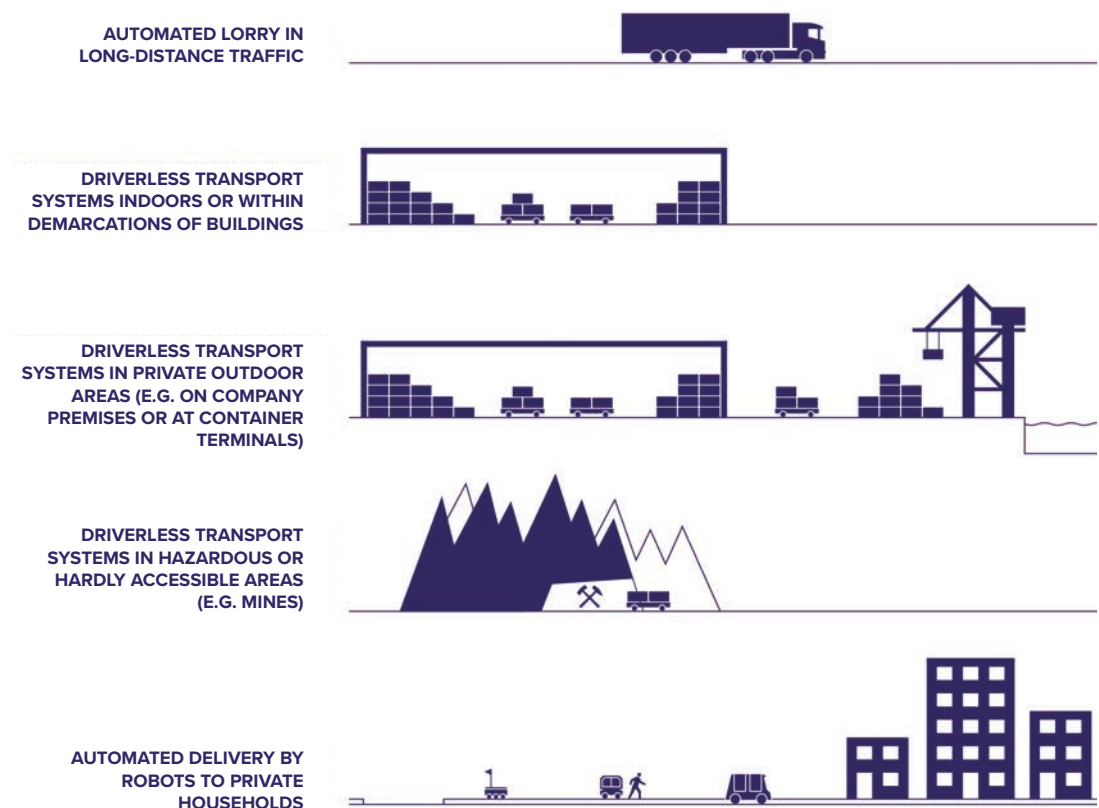 AUTOMATED LORRY IN
LONG-DISTANCE TRAFFIC
DRIVERLESS TRANSPORT
SYSTEMS INDOORS OR WITHIN
DEMARCATIONS OF BUILDINGS
DRIVERLESS TRANSPORT
SYSTEMS IN PRIVATE OUTDOOR
AREAS (E.G. ON COMPANY
PREMISES OR AT CONTAINER
TERMINALS)
DRIVERLESS TRANSPORT
SYSTEMS IN HAZARDOUS OR
HARDLY ACCESSIBLE AREAS
(E.G. MINES)
AUTOMATED DELIVERY BY
ROBOTS TO PRIVATE
HOUSEHOLDS